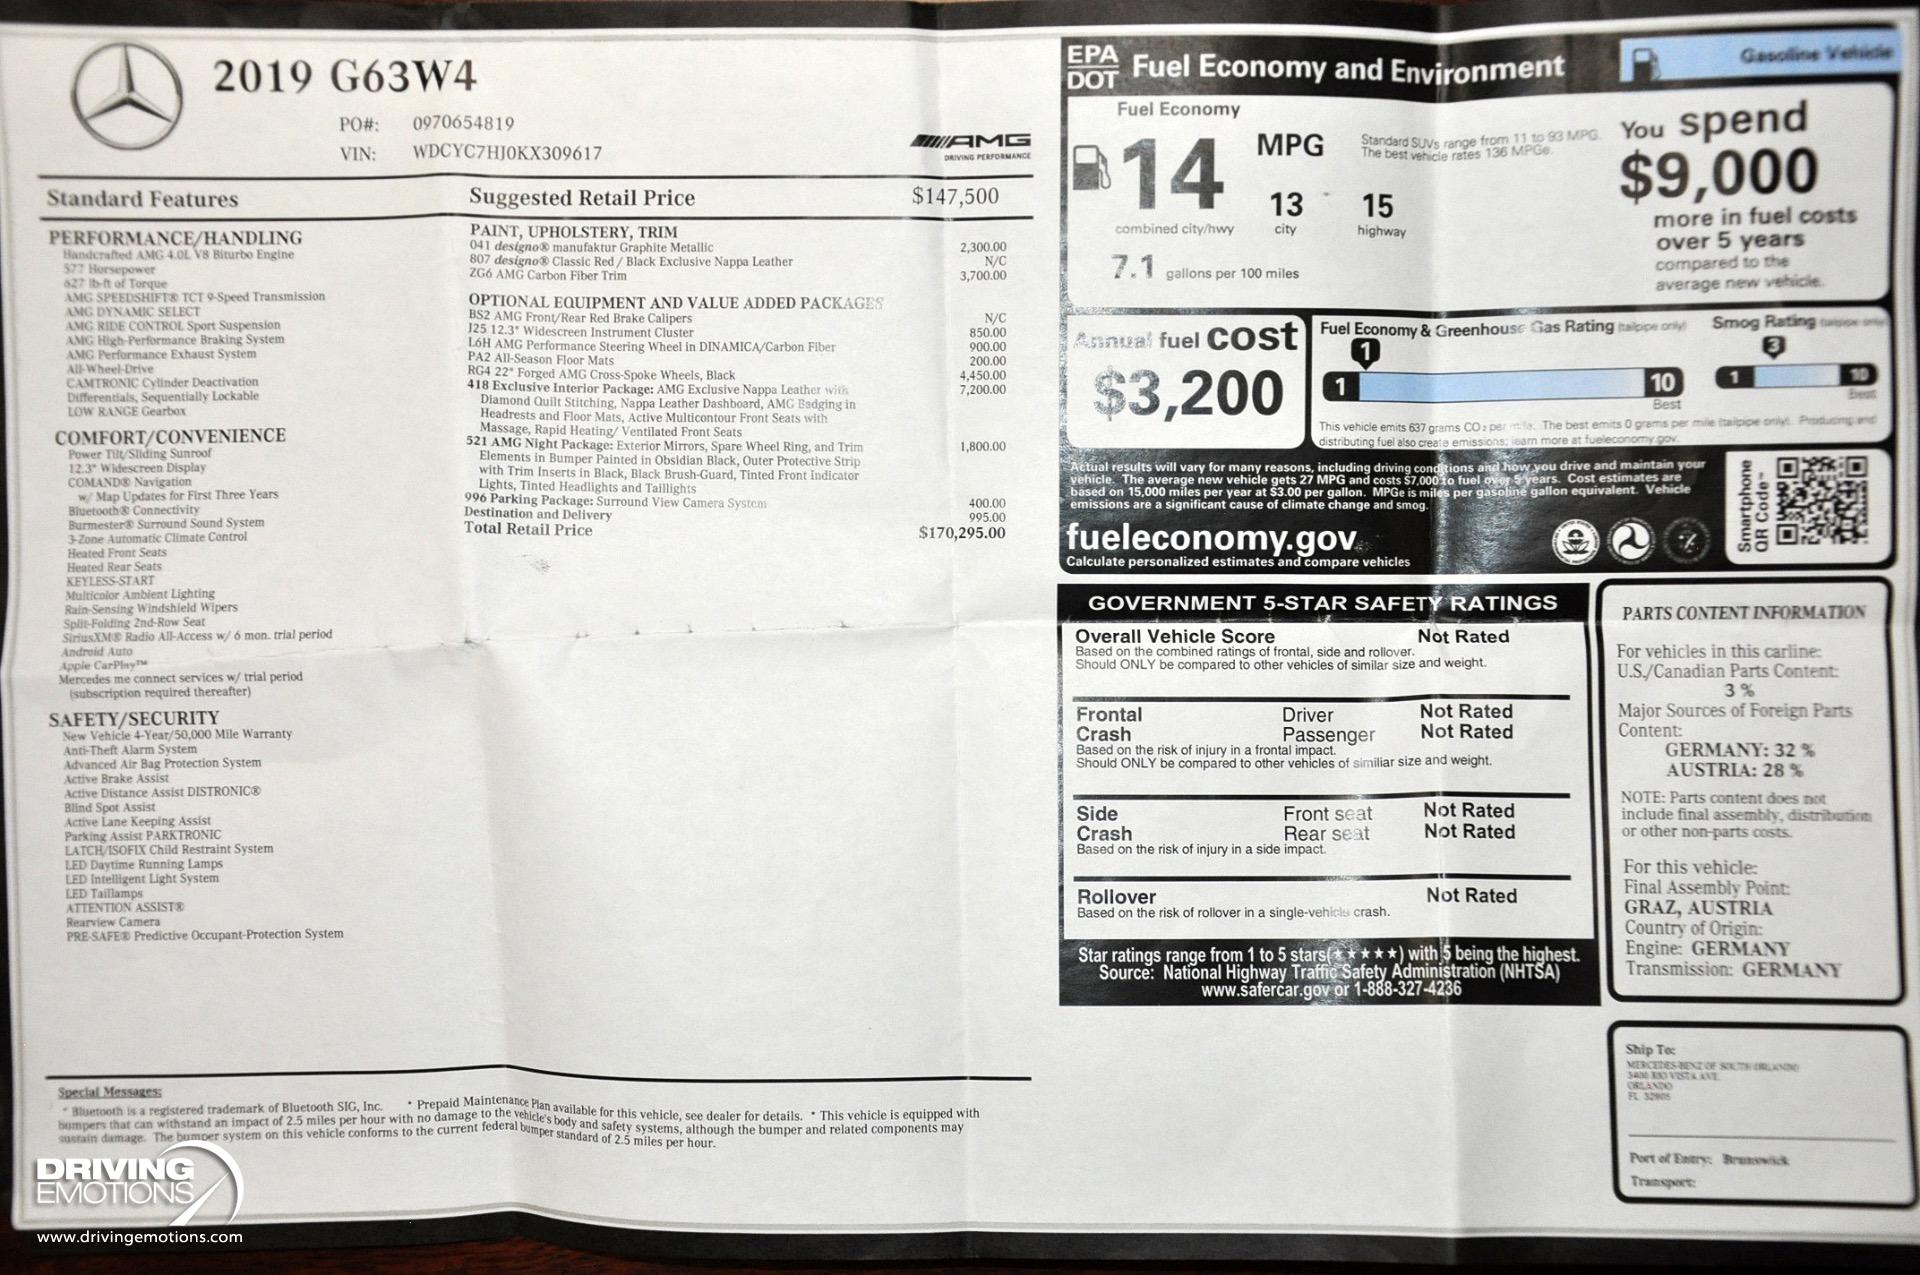 2019 G63W4
PO#: 0970654819
VIN: WDCYC7HJ0KX309617
AMG
DRIVING PERFORMANCE
Standard Features
PERFORMANCE/HANDLING
Handcrafted AMG 4.0L V8 Biturbo Engine
577 Horsepower
627 lb-ft of Torque
AMG SPEEDSHIFT® TCT 9-Speed Transmission
AMG DYNAMIC SELECT
AMG RIDE CONTROL Sport Suspension
AMG High-Performance Braking System
AMG Performance Exhaust System
All-Wheel-Drive
CAMTRONIC Cylinder Deactivation
Differentials, Sequentially Lockable
LOW RANGE Gearbox
COMFORT/CONVENIENCE
Power Tilt/Sliding Sunroof
12.3" Widescreen Display
COMAND® Navigation
w/ Map Updates for First Three Years
Bluetooth® Connectivity
Burmester® Surround Sound System
3-Zone Automatic Climate Control
Heated Front Seats
Heated Rear Seats
KEYLESS-START
Multicolor Ambient Lighting
Rain-Sensing Windshield Wipers
Split-Folding 2nd-Row Seat
SiriusXM® Radio All-Access w/ 6 mon. trial period
Android Auto
Apple CarPlay™
Mercedes me connect services w/ trial period
(subscription required thereafter)
SAFETY/SECURITY
New Vehicle 4-Year/50,000 Mile Warranty
Anti-Theft Alarm System
Advanced Air Bag Protection System
Active Brake Assist
Active Distance Assist DISTRONIC®
Blind Spot Assist
Active Lane Keeping Assist
Parking Assist PARKTRONIC
LATCH/ISOFIX Child Restraint System
LED Daytime Running Lamps
LED Intelligent Light System
LED Taillamps
ATTENTION ASSIST®
Rearview Camera
PRE-SAFE® Predictive Occupant-Protection System
Suggested Retail Price $147,500
PAINT, UPHOLSTERY, TRIM
041 designo® manufaktur Graphite Metallic 2,300.00
807 designo® Classic Red / Black Exclusive Nappa Leather N/C
ZG6 AMG Carbon Fiber Trim 3,700.00
OPTIONAL EQUIPMENT AND VALUE ADDED PACKAGES
BS2 AMG Front/Rear Red Brake Calipers N/C
J25 12.3" Widescreen Instrument Cluster 850.00
L6H AMG Performance Steering Wheel in DINAMICA/Carbon Fiber 900.00
PA2 All-Season Floor Mats 200.00
RG4 22" Forged AMG Cross-Spoke Wheels, Black 4,450.00
418 Exclusive Interior Package: AMG Exclusive Nappa Leather with 7,200.00
Diamond Quilt Stitching, Nappa Leather Dashboard, AMG Badging in
Headrests and Floor Mats, Active Multicontour Front Seats with
Massage, Rapid Heating/ Ventilated Front Seats
521 AMG Night Package: Exterior Mirrors, Spare Wheel Ring, and Trim 1,800.00
Elements in Bumper Painted in Obsidian Black, Outer Protective Strip
with Trim Inserts in Black, Black Brush-Guard, Tinted Front Indicator
Lights, Tinted Headlights and Taillights
996 Parking Package: Surround View Camera System 400.00
Destination and Delivery 995.00
Total Retail Price $170,295.00
Special Messages:
* Bluetooth is a registered trademark of Bluetooth SIG, Inc. * Prepaid Maintenance Plan available for this vehicle, see dealer for details. * This vehicle is equipped with
bumpers that can withstand an impact of 2.5 miles per hour with no damage to the vehicle's body and safety systems, although the bumper and related components may
sustain damage. The bumper system on this vehicle conforms to the current federal bumper standard of 2.5 miles per hour.
EPA
DOT
Fuel Economy and Environment
Gasoline Vehicle
Fuel Economy
14 MPG
combined city/hwy
13 city
15 highway
7.1 gallons per 100 miles
Standard SUVs range from 11 to 93 MPG.
The best vehicle rates 136 MPGe.
You spend
$9,000
more in fuel costs
over 5 years
compared to the
average new vehicle.
Annual fuel cost
$3,200
Fuel Economy & Greenhouse Gas Rating (tailpipe only)
1
1 10
Best
Smog Rating (tailpipe only)
3
1 10
Best
This vehicle emits 637 grams CO2 per mile. The best emits 0 grams per mile (tailpipe only). Producing and
distributing fuel also create emissions; learn more at fueleconomy.gov.
Actual results will vary for many reasons, including driving conditions and how you drive and maintain your
vehicle. The average new vehicle gets 27 MPG and costs $7,000 to fuel over 5 years. Cost estimates are
based on 15,000 miles per year at $3.00 per gallon. MPGe is miles per gasoline gallon equivalent. Vehicle
emissions are a significant cause of climate change and smog.
fueleconomy.gov
Calculate personalized estimates and compare vehicles
Smartphone
QR Code™
GOVERNMENT 5-STAR SAFETY RATINGS
Overall Vehicle Score Not Rated
Based on the combined ratings of frontal, side and rollover.
Should ONLY be compared to other vehicles of similar size and weight.
Frontal Driver Not Rated
Crash Passenger Not Rated
Based on the risk of injury in a frontal impact.
Should ONLY be compared to other vehicles of similiar size and weight.
Side Front seat Not Rated
Crash Rear seat Not Rated
Based on the risk of injury in a side impact.
Rollover Not Rated
Based on the risk of rollover in a single-vehicle crash.
Star ratings range from 1 to 5 stars(★★★★★) with 5 being the highest.
Source: National Highway Traffic Safety Administration (NHTSA)
www.safercar.gov or 1-888-327-4236
PARTS CONTENT INFORMATION
For vehicles in this carline:
U.S./Canadian Parts Content:
3 %
Major Sources of Foreign Parts
Content:
GERMANY: 32 %
AUSTRIA: 28 %
NOTE: Parts content does not
include final assembly, distribution
or other non-parts costs.
For this vehicle:
Final Assembly Point:
GRAZ, AUSTRIA
Country of Origin:
Engine: GERMANY
Transmission: GERMANY
Ship To:
MERCEDES-BENZ OF SOUTH ORLANDO
ORLANDO
Port of Entry: Brunswick
Transport:
DRIVING
EMOTIONS
www.drivingemotions.com